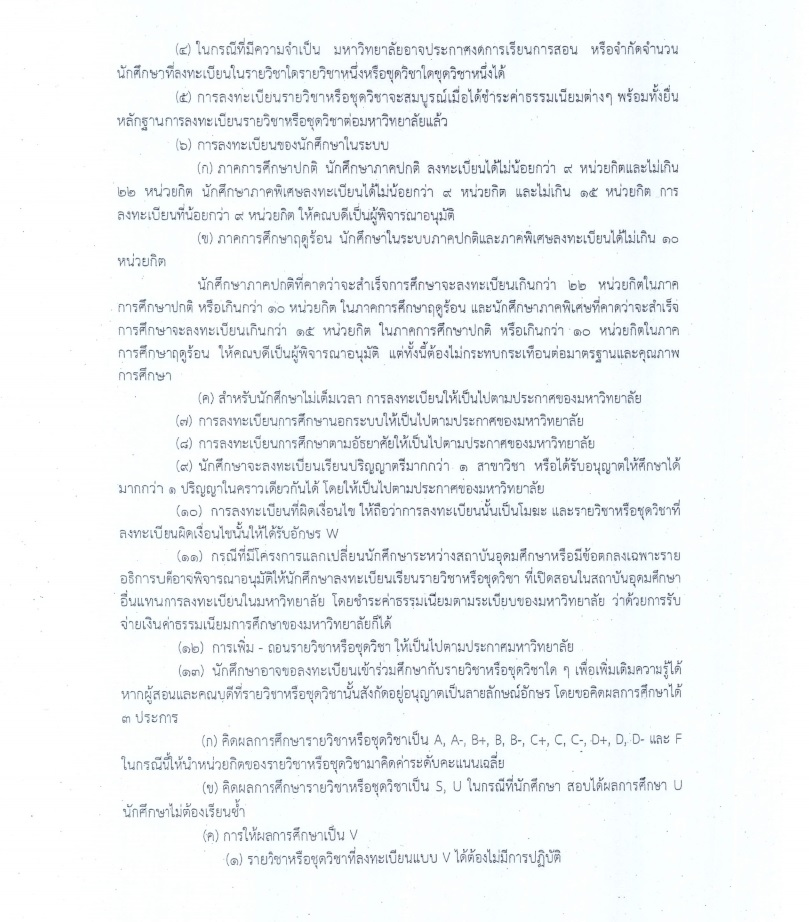 (๔) ในกรณีที่มีความจำเป็น มหาวิทยาลัยอาจประกาศงดการเรียนการสอน หรือจำกัดจำนวน
นักศึกษาที่ลงทะเบียนในรายวิชาใดรายวิชาหนึ่งหรือชุดวิชาใดชุดวิชาหนึ่งได้
(๕) การลงทะเบียนรายวิชาหรือชุดวิชาจะสมบูรณ์เมื่อได้ชำระค่าธรรมเนียมต่างๆ พร้อมทั้งยื่น
หลักฐานการลงทะเบียนรายวิชาหรือชุดวิชาต่อมหาวิทยาลัยแล้ว
(๖) การลงทะเบียนของนักศึกษาในระบบ
(ก) ภาคการศึกษาปกติ นักศึกษาภาคปกติ ลงทะเบียนได้ไม่น้อยกว่า ๙ หน่วยกิตและไม่เกิน
๒๒ หน่วยกิต นักศึกษาภาคพิเศษลงทะเบียนได้ไม่น้อยกว่า ๙ หน่วยกิต และไม่เกิน ๑๕ หน่วยกิต การ
ลงทะเบียนที่น้อยกว่า ๙ หน่วยกิต ให้คณบดีเป็นผู้พิจารณาอนุมัติ
(ข) ภาคการศึกษาฤดูร้อน นักศึกษาในระบบภาคปกติและภาคพิเศษลงทะเบียนได้ไม่เกิน ๑๐
หน่วยกิต
นักศึกษาภาคปกติที่คาดว่าจะสำเร็จการศึกษาจะลงทะเบียนเกินกว่า ๒๒ หน่วยกิตในภาค
การศึกษาปกติ หรือเกินกว่า ๑๐ หน่วยกิต ในภาคการศึกษาฤดูร้อน และนักศึกษาภาคพิเศษที่คาดว่าจะสำเร็จ
การศึกษาจะลงทะเบียนเกินกว่า ๑๕ หน่วยกิต ในภาคการศึกษาปกติ หรือเกินกว่า ๑๐ หน่วยกิตในภาค
การศึกษาฤดูร้อน ให้คณบดีเป็นผู้พิจารณาอนุมัติ แต่ทั้งนี้ต้องไม่กระทบกระเทือนต่อมาตรฐานและคุณภาพ
การศึกษา
(ค) สำหรับนักศึกษาไม่เต็มเวลา การลงทะเบียนให้เป็นไปตามประกาศของมหาวิทยาลัย
(๗) การลงทะเบียนการศึกษานอกระบบให้เป็นไปตามประกาศของมหาวิทยาลัย
(๘) การลงทะเบียนการศึกษาตามอัธยาศัยให้เป็นไปตามประกาศของมหาวิทยาลัย
(๙) นักศึกษาจะลงทะเบียนเรียนปริญญาตรีมากกว่า ๑ สาขาวิชา หรือได้รับอนุญาตให้ศึกษาได้
มากกว่า ๑ ปริญญาในคราวเดียวกันได้ โดยให้เป็นไปตามประกาศของมหาวิทยาลัย
(๑๐) การลงทะเบียนที่ผิดเงื่อนไข ให้ถือว่าการลงทะเบียนนั้นเป็นโมฆะ และรายวิชาหรือชุดวิชาที่
ลงทะเบียนผิดเงื่อนไขนั้นให้ได้รับอักษร W
(๑๑) กรณีที่มีโครงการแลกเปลี่ยนนักศึกษาระหว่างสถาบันอุดมศึกษาหรือมีข้อตกลงเฉพาะราย
อธิการบดีอาจพิจารณาอนุมัติให้นักศึกษาลงทะเบียนเรียนรายวิชาหรือชุดวิชา ที่เปิดสอนในสถาบันอุดมศึกษา
อื่นแทนการลงทะเบียนในมหาวิทยาลัย โดยชำระค่าธรรมเนียมตามระเบียบของมหาวิทยาลัย ว่าด้วยการรับ
จ่ายเงินค่าธรรมเนียมการศึกษาของมหาวิทยาลัยก็ได้
(๑๒) การเพิ่ม - ถอนรายวิชาหรือชุดวิชา ให้เป็นไปตามประกาศมหาวิทยาลัย
(๑๓) นักศึกษาอาจขอลงทะเบียนเข้าร่วมศึกษากับรายวิชาหรือชุดวิชาใด ๆ เพื่อเพิ่มเติมความรู้ได้
หากผู้สอนและคณบดีที่รายวิชาหรือชุดวิชานั้นสังกัดอยู่อนุญาตเป็นลายลักษณ์อักษร โดยขอคิดผลการศึกษาได้
๓ ประการ
(ก) คิดผลการศึกษารายวิชาหรือชุดวิชาเป็น A, A-, B+, B, B-, C+, C, C-, D+, D, D- และ F
ในกรณีนี้ให้นำหน่วยกิตของรายวิชาหรือชุดวิชามาคิดค่าระดับคะแนนเฉลี่ย
(ข) คิดผลการศึกษารายวิชาหรือชุดวิชาเป็น S, U ในกรณีที่นักศึกษา สอบได้ผลการศึกษา U
นักศึกษาไม่ต้องเรียนซ้ำ
(ค) การให้ผลการศึกษาเป็น V
(๑) รายวิชาหรือชุดวิชาที่ลงทะเบียนแบบ V ได้ต้องไม่มีการปฏิบัติ